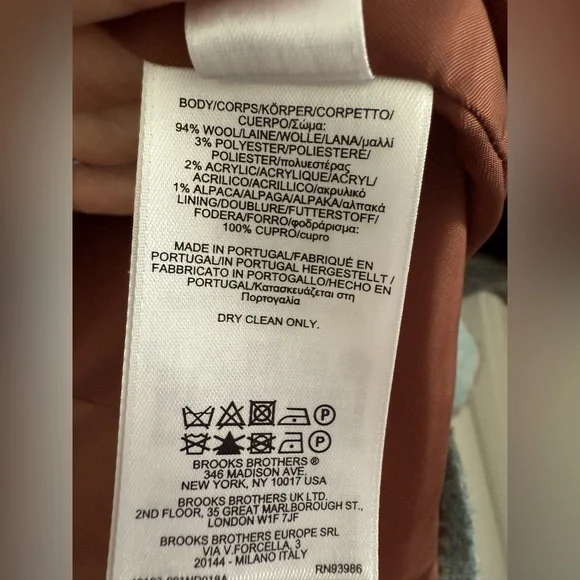 BODY/CORPS/KÖRPER/CORPETTO/
CUERPO/Σώμα:
94% WOOL/LAINE/WOLLE/LANA/μαλλί
3% POLYESTER/POLIESTERE/
POLIESTER/πολυεστέρας
2% ACRYLIC/ACRYLIQUE/ACRYL/
ACRILICO/ACRILLICO/ακρυλικό
1% ALPACA/ALPAGA/ALPAKA/αλπακά
LINING/DOUBLURE/FUTTERSTOFF/
FODERA/FORRO/φοδράρισμα:
100% CUPRO/cupro
MADE IN PORTUGAL/FABRIQUÉ EN
PORTUGAL/IN PORTUGAL HERGESTELLT /
FABBRICATO IN PORTOGALLO/HECHO EN
PORTUGAL/Κατασκευάζεται στη
Πορτογαλία
DRY CLEAN ONLY.
P
P
BROOKS BROTHERS ®
346 MADISON AVE.
NEW YORK, NY 10017 USA
BROOKS BROTHERS UK LTD.
2ND FLOOR, 35 GREAT MARLBOROUGH ST.,
LONDON W1F 7JF
BROOKS BROTHERS EUROPE SRL
VIA V.FORCELLA, 3
20144 - MILANO ITALY
RN93986